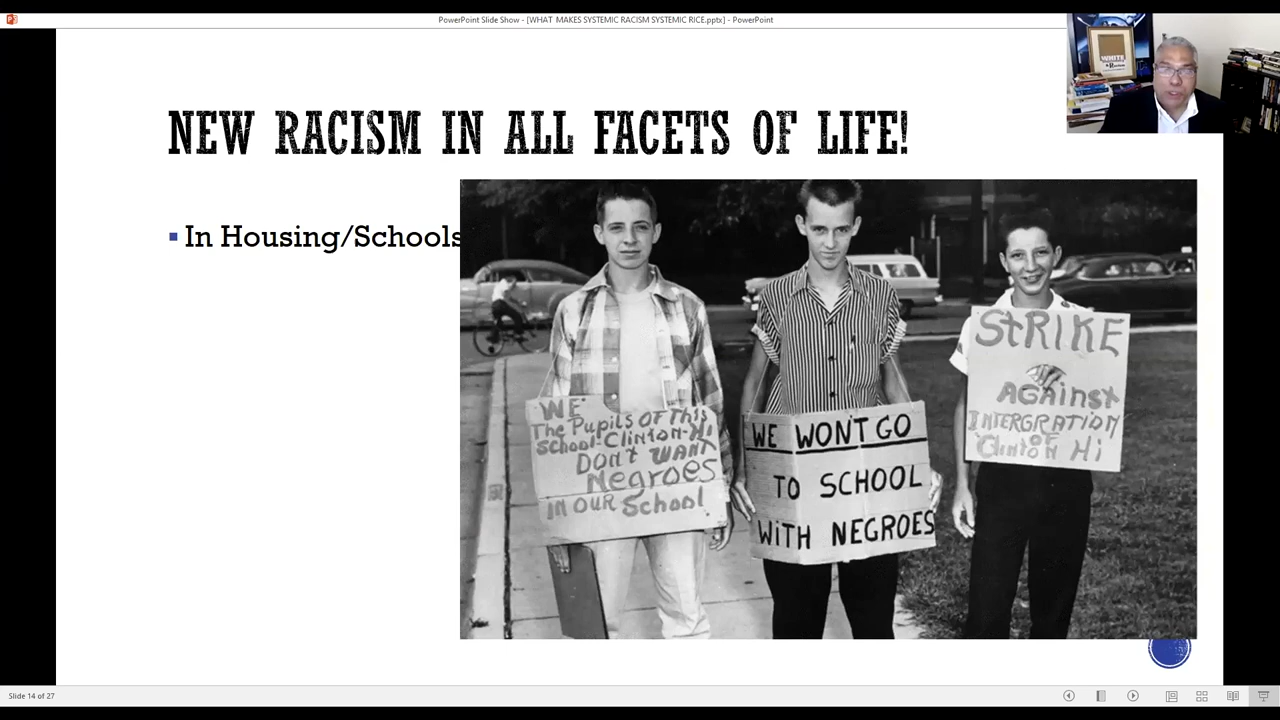 PowerPoint Slide Show - [WHAT MAKES SYSTEMIC RACISM SYSTEMIC RICE.pptx] - PowerPoint
WHITE
NEW RACISM IN ALL FACETS OF LIFE!
In Housing/Schools
WE
The Pupils OF This
School-Clinton-Hi
DON't WANT
Negroes
IN OUR School
WE WON'T GO
TO SCHOOL
WITH NEGROES
StRIKE
AGAinst
INTERGRATION
OF
Clinton Hi
Slide 14 of 27